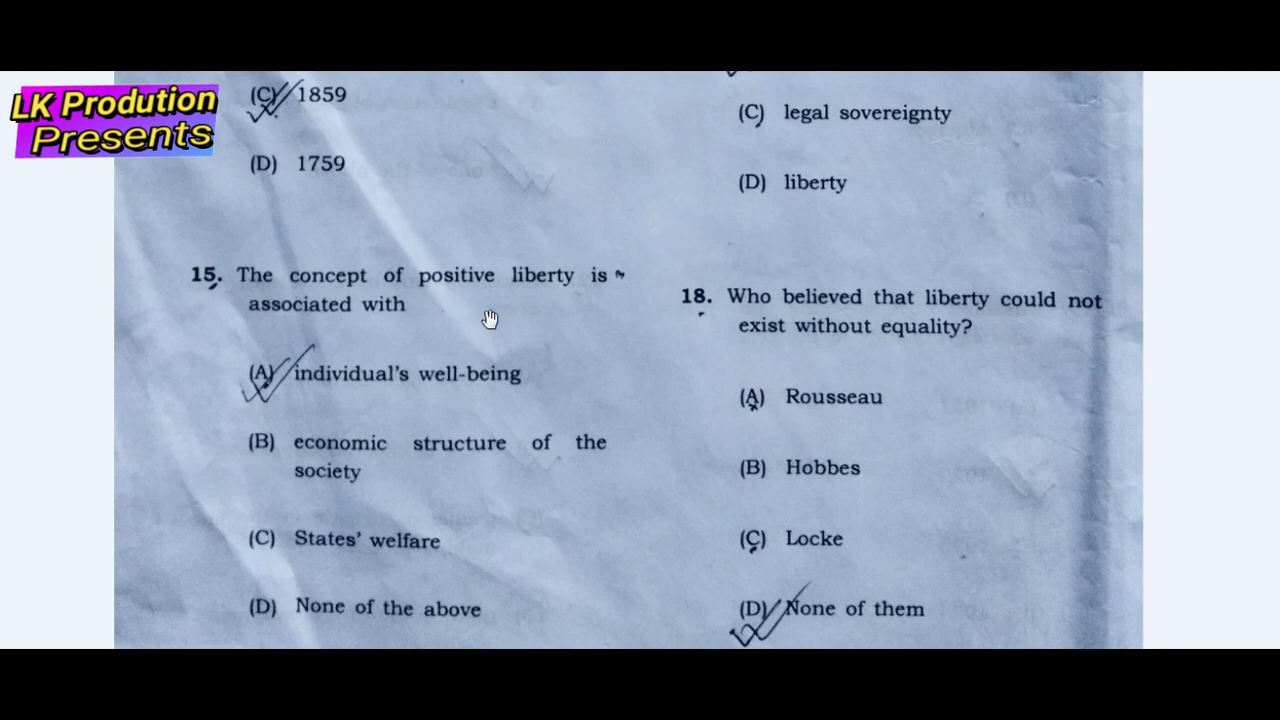 LK Prodution
Presents
(C) 1859
(D) 1759
15. The concept of positive liberty is
associated with
(A) individual's well-being
(B) economic structure of the
society
(C) States' welfare
(D) None of the above
(C) legal sovereignty
(D) liberty
18. Who believed that liberty could not
exist without equality?
(A) Rousseau
(B) Hobbes
(C) Locke
(D) None of them